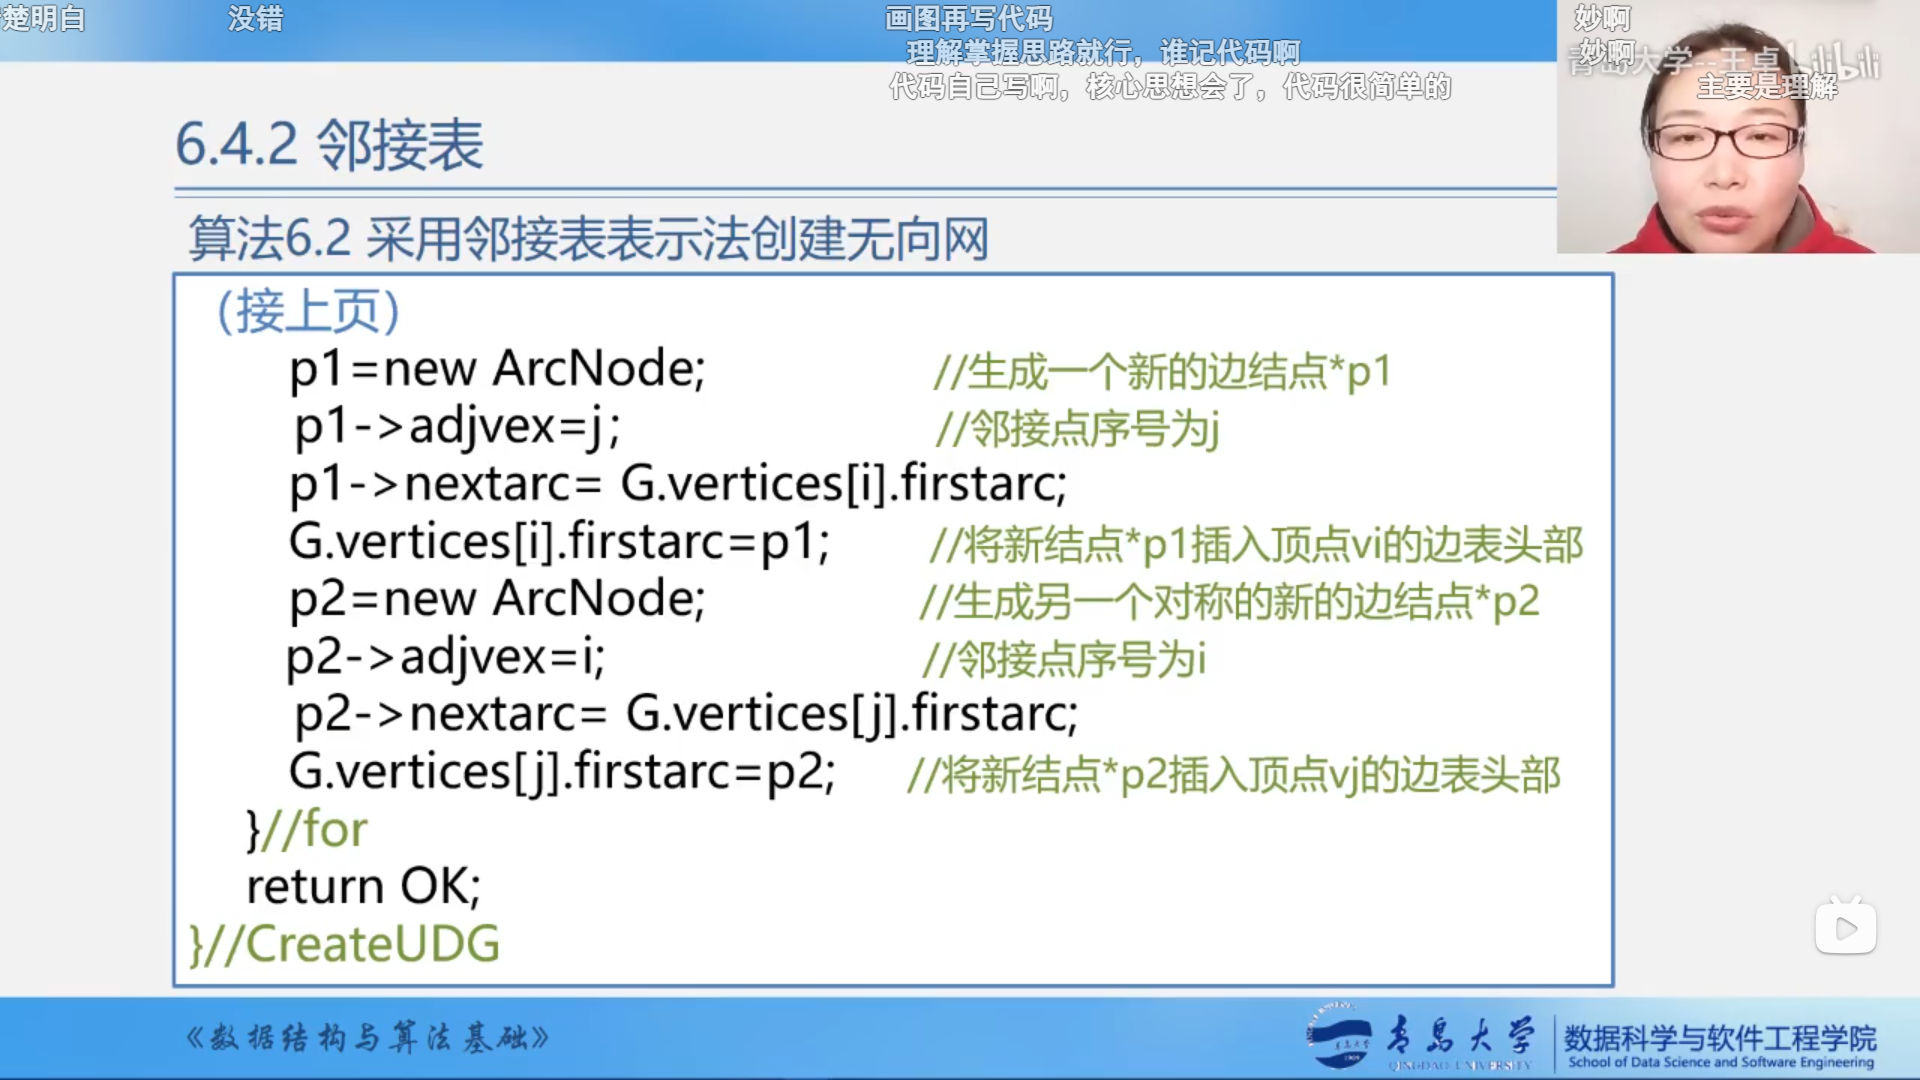 楚明白
没错
画图再写代码
理解掌握思路就行，谁记代码啊
代码自己写啊，核心思想会了，代码很简单的
妙啊
妙啊
青岛大学--王卓 bilibili
主要是理解
6.4.2 邻接表
算法6.2 采用邻接表表示法创建无向网
（接上页）
p1=new ArcNode; //生成一个新的边结点*p1
p1->adjvex=j; //邻接点序号为j
p1->nextarc= G.vertices[i].firstarc;
G.vertices[i].firstarc=p1; //将新结点*p1插入顶点vi的边表头部
p2=new ArcNode; //生成另一个对称的新的边结点*p2
p2->adjvex=i; //邻接点序号为i
p2->nextarc= G.vertices[j].firstarc;
G.vertices[j].firstarc=p2; //将新结点*p2插入顶点vj的边表头部
}//for
return OK;
}//CreateUDG
《数据结构与算法基础》
青岛大学
QINGDAO UNIVERSITY
数据科学与软件工程学院
School of Data Science and Software Engineering